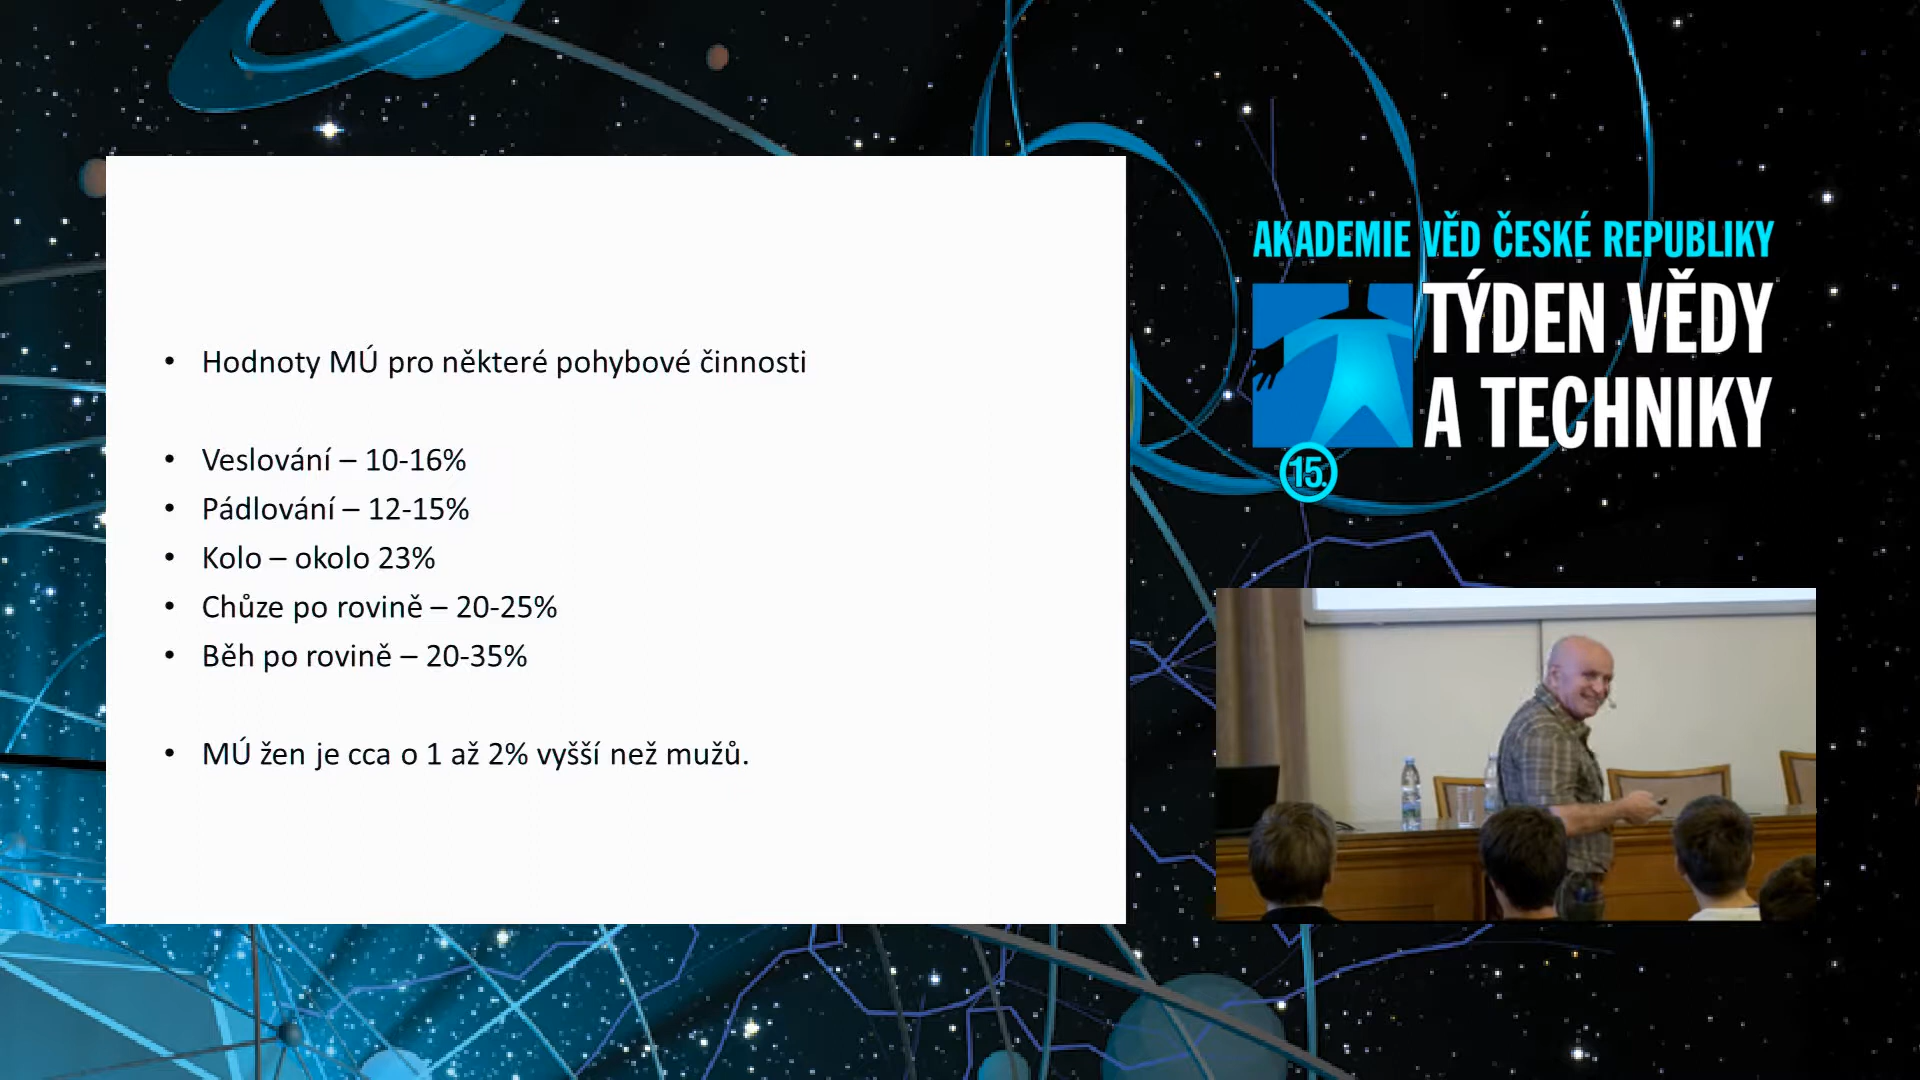 • Hodnoty MÚ pro některé pohybové činnosti
• Veslování – 10-16%
• Pádlování – 12-15%
• Kolo – okolo 23%
• Chůze po rovině – 20-25%
• Běh po rovině – 20-35%
• MÚ žen je cca o 1 až 2% vyšší než mužů.
AKADEMIE VĚD ČESKÉ REPUBLIKY
TÝDEN VĚDY
A TECHNIKY
15.